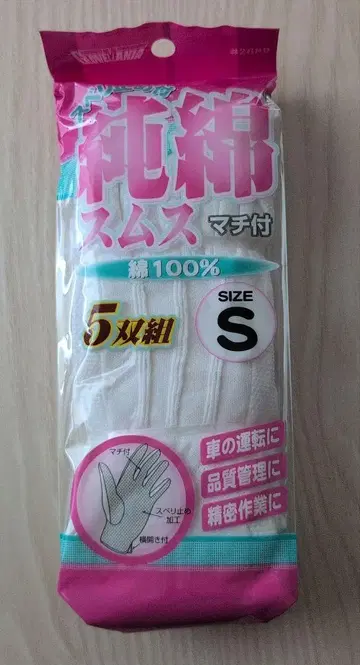 純綿
スムス マチ付
綿100%
5双組
SIZE
S
車の運転に
品質管理に
精密作業に
マチ付
スベリ止め
加工
横開き付